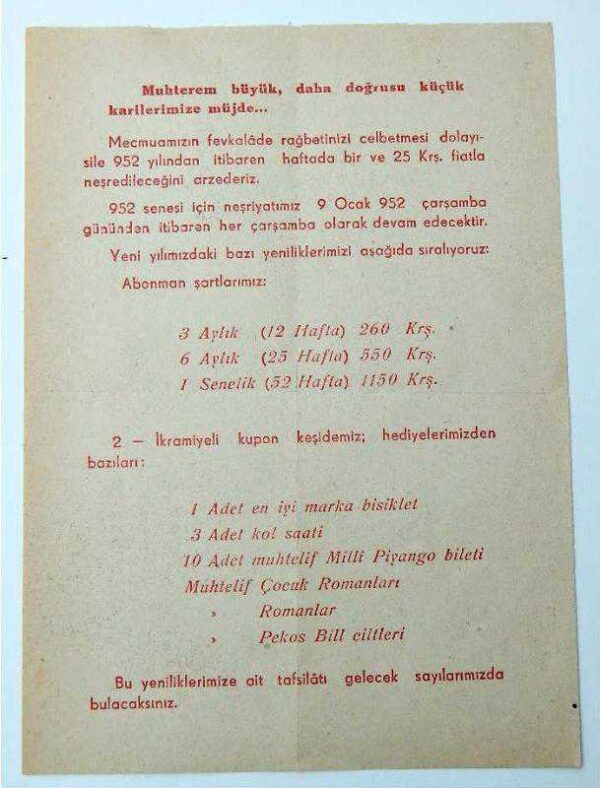 Muhterem büyük, daha doğrusu küçük
karilerimize müjde...
Mecmuamızın fevkalâde rağbetinizi celbetmesi dolayı-
sile 952 yılından itibaren haftada bir ve 25 Krş. fiatla
neşredileceğini arzederiz.
952 senesi için neşriyatımız 9 Ocak 952 çarşamba
gününden itibaren her çarşamba olarak devam edecektir.
Yeni yılımızdaki bazı yeniliklerimizi aşağıda sıralıyoruz:
Abonman şartlarımız:
3 Aylık (12 Hafta) 260 Krş.
6 Aylık (25 Hafta) 550 Krş.
1 Senelik (52 Hafta) 1150 Krş.
2 — İkramiyeli kupon keşidemiz; hediyelerimizden
bazıları:
1 Adet en iyi marka bisiklet
3 Adet kol saati
10 Adet muhtelif Milli Piyango bileti
Muhtelif Çocuk Romanları
» Romanlar
» Pekos Bill ciltleri
Bu yeniliklerimize ait tafsilâtı gelecek sayılarımızda
bulacaksınız.